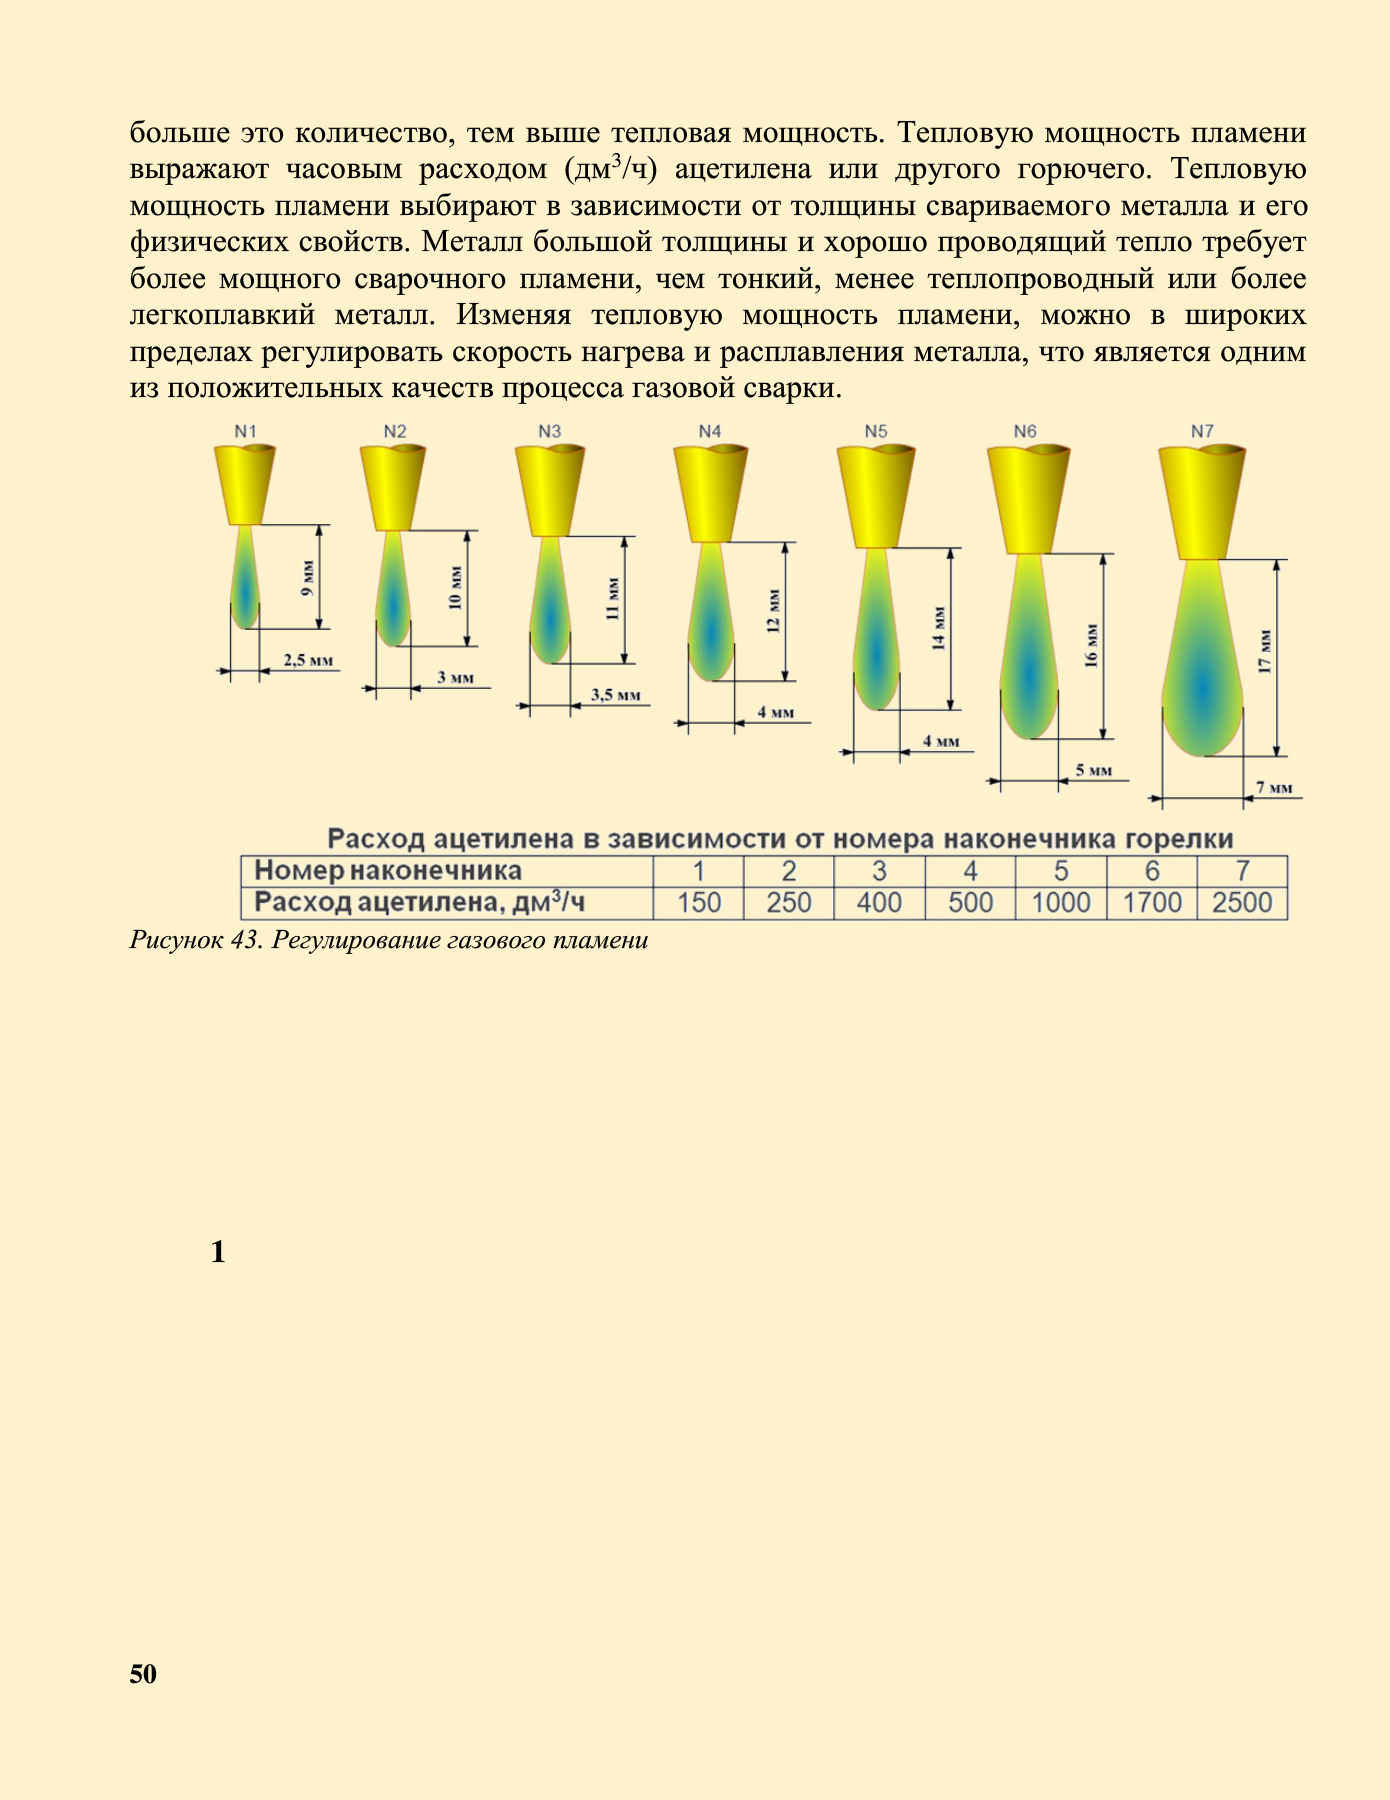 больше это количество, тем выше тепловая мощность. Тепловую мощность пламени
выражают часовым расходом (дм³/ч) ацетилена или другого горючего. Тепловую
мощность пламени выбирают в зависимости от толщины свариваемого металла и его
физических свойств. Металл большой толщины и хорошо проводящий тепло требует
более мощного сварочного пламени, чем тонкий, менее теплопроводный или более
легкоплавкий металл. Изменяя тепловую мощность пламени, можно в широких
пределах регулировать скорость нагрева и расплавления металла, что является одним
из положительных качеств процесса газовой сварки.
N1 N2 N3 N4 N5 N6 N7
9 мм 10 мм 11 мм 12 мм 14 мм 16 мм 17 мм
2,5 мм 3 мм 3,5 мм 4 мм 4 мм 5 мм 7 мм
Расход ацетилена в зависимости от номера наконечника горелки
Номер наконечника 1 2 3 4 5 6 7
Расход ацетилена, дм³/ч 150 250 400 500 1000 1700 2500
Рисунок 43. Регулирование газового пламени
1
50